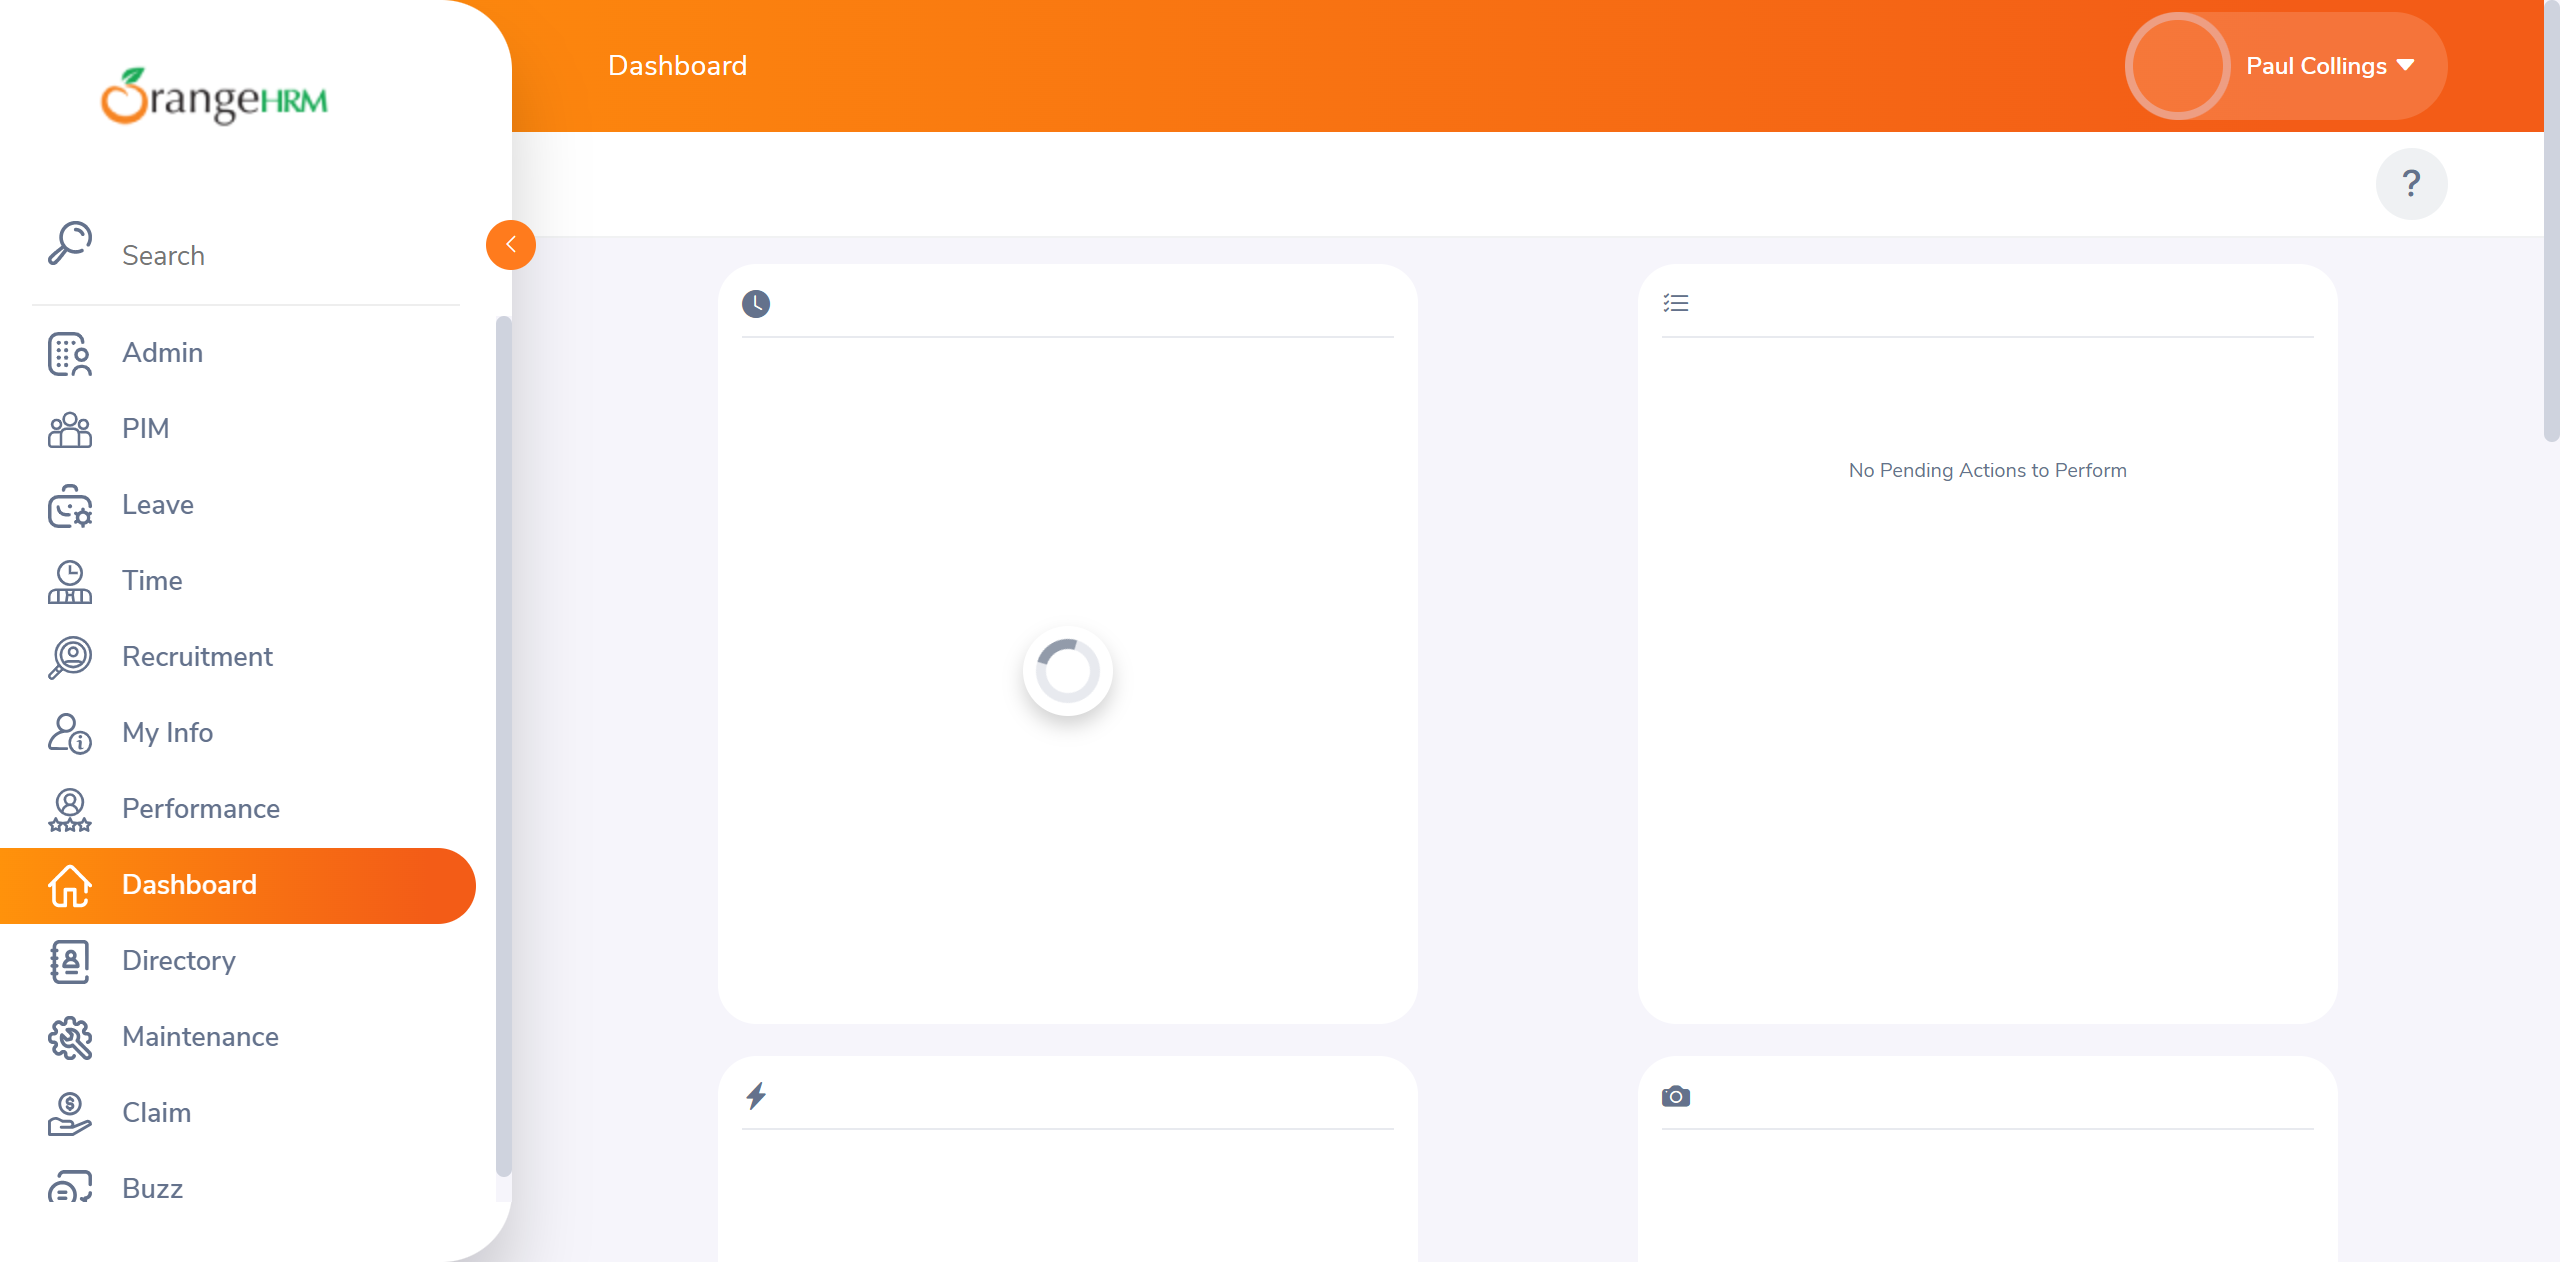 OrangeHRM
Dashboard
Paul Collings
?
Search
Admin
PIM
Leave
Time
Recruitment
My Info
Performance
Dashboard
Directory
Maintenance
Claim
Buzz
No Pending Actions to Perform